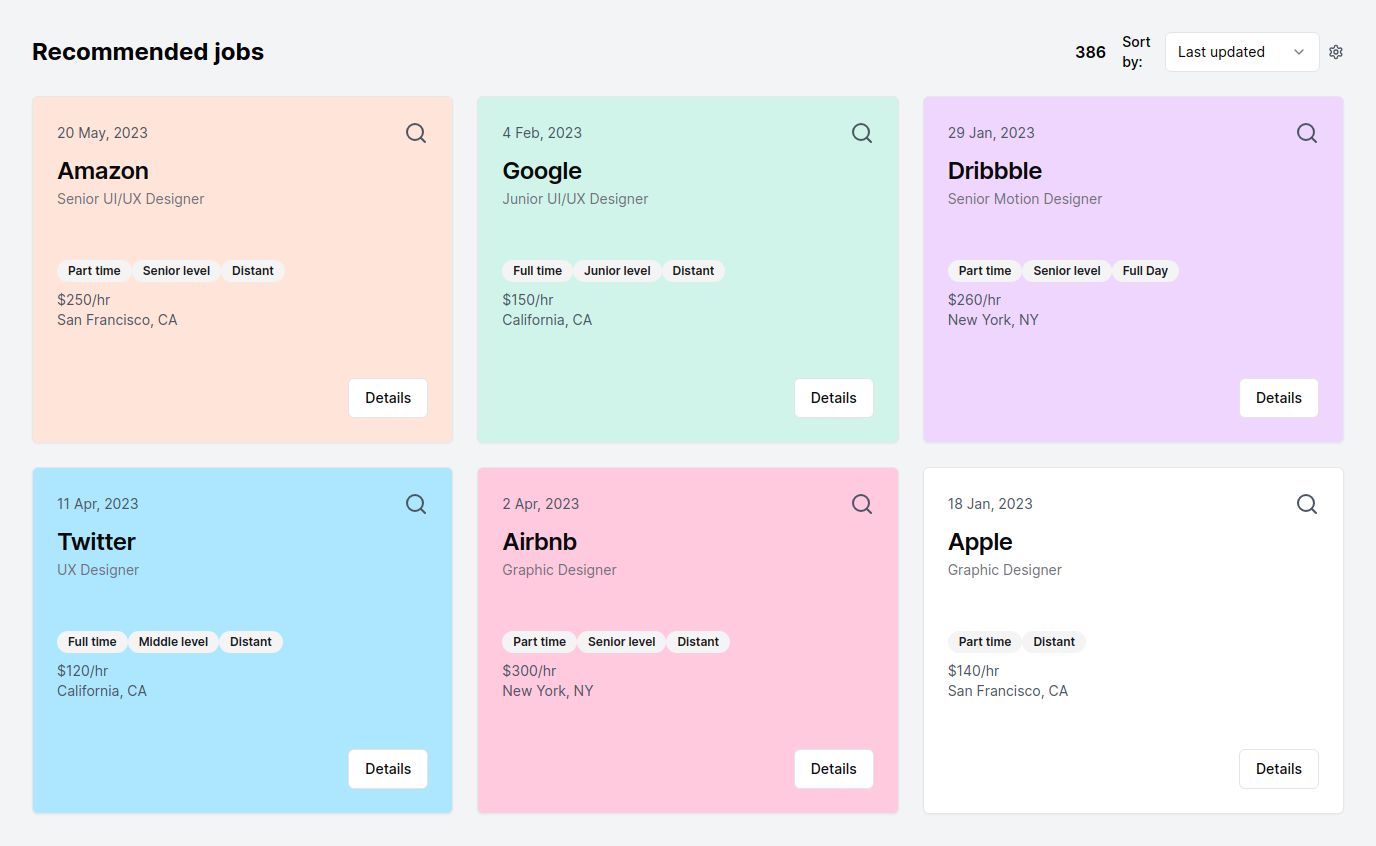 Recommended jobs
386
Sort
by:
Last updated
20 May, 2023
Amazon
Senior UI/UX Designer
Part time Senior level Distant
$250/hr
San Francisco, CA
Details
4 Feb, 2023
Google
Junior UI/UX Designer
Full time Junior level Distant
$150/hr
California, CA
Details
29 Jan, 2023
Dribbble
Senior Motion Designer
Part time Senior level Full Day
$260/hr
New York, NY
Details
11 Apr, 2023
Twitter
UX Designer
Full time Middle level Distant
$120/hr
California, CA
Details
2 Apr, 2023
Airbnb
Graphic Designer
Part time Senior level Distant
$300/hr
New York, NY
Details
18 Jan, 2023
Apple
Graphic Designer
Part time Distant
$140/hr
San Francisco, CA
Details